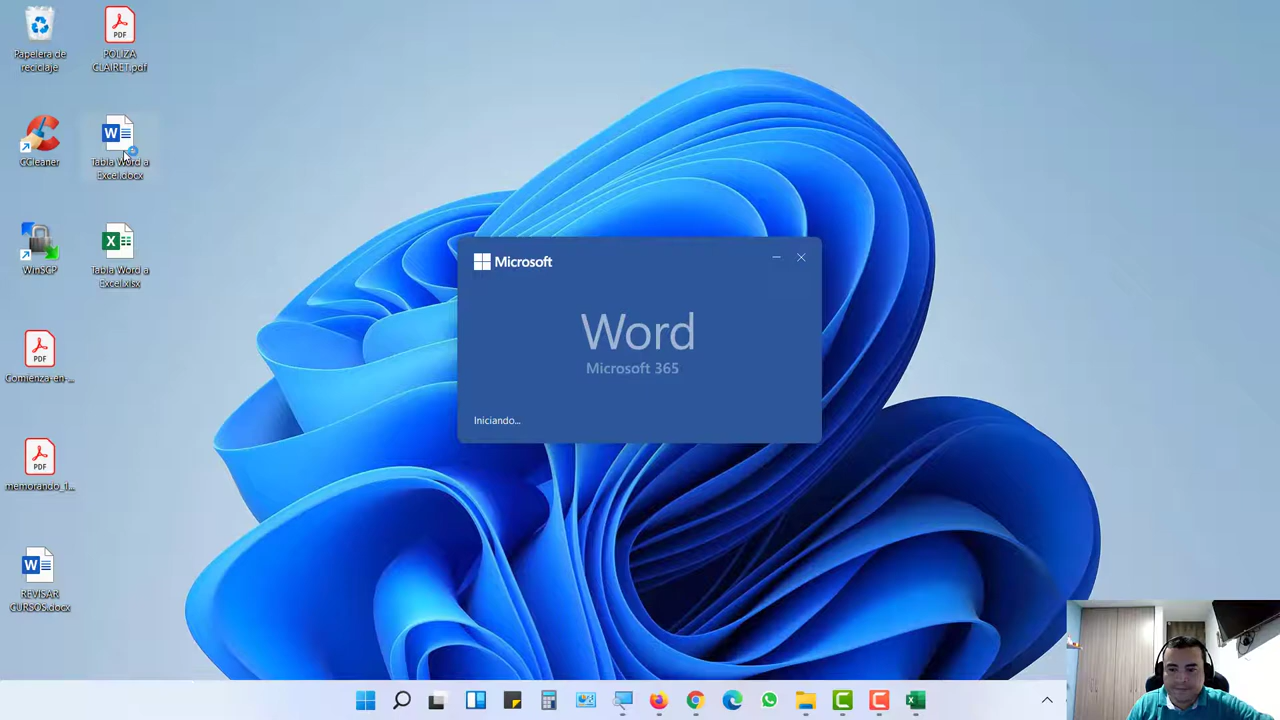 Papelera de
reciclaje
PDF
POLIZA
CLAIRET.pdf
CCleaner
W
Tabla Word a
Excel.docx
WinSCP
X
Tabla Word a
Excel.xlsx
PDF
Comienza-en-...
PDF
memorando_1...
W
REVISAR
CURSOS.docx
Microsoft
Word
Microsoft 365
Iniciando...